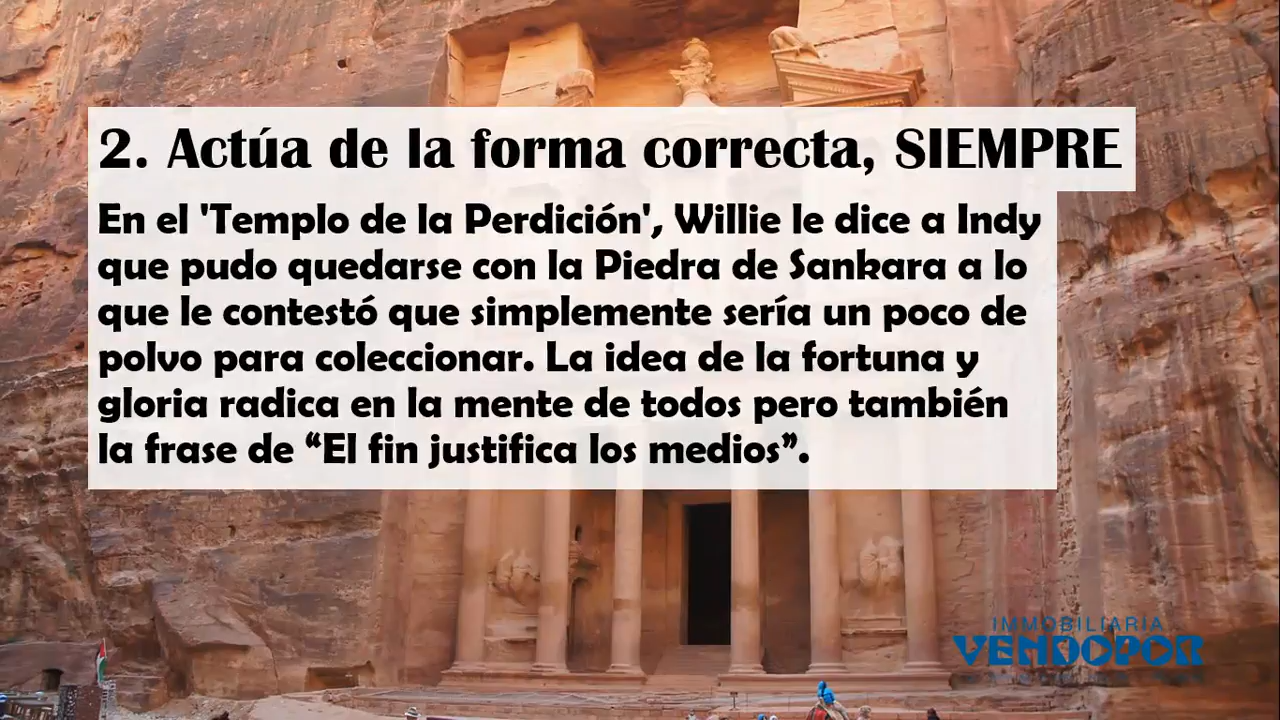 2. Actúa de la forma correcta, SIEMPRE
En el 'Templo de la Perdición', Willie le dice a Indy
que pudo quedarse con la Piedra de Sankara a lo
que le contestó que simplemente sería un poco de
polvo para coleccionar. La idea de la fortuna y
gloria radica en la mente de todos pero también
la frase de “El fin justifica los medios”.
IMMOBILIARIA
VENDOPOR